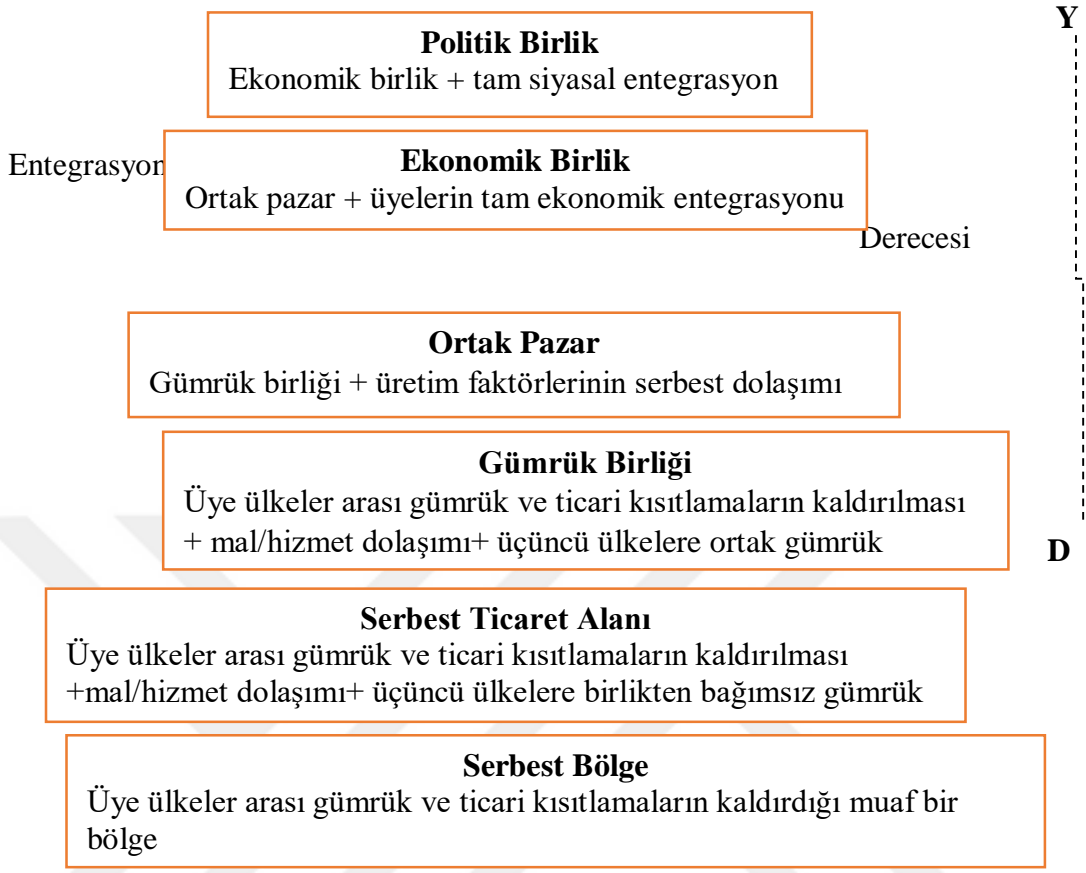 Y
Politik Birlik
Ekonomik birlik + tam siyasal entegrasyon
Entegrasyon
Ekonomik Birlik
Ortak pazar + üyelerin tam ekonomik entegrasyonu
Derecesi
Ortak Pazar
Gümrük birliği + üretim faktörlerinin serbest dolaşımı
Gümrük Birliği
Üye ülkeler arası gümrük ve ticari kısıtlamaların kaldırılması
+ mal/hizmet dolaşımı+ üçüncü ülkelere ortak gümrük
D
Serbest Ticaret Alanı
Üye ülkeler arası gümrük ve ticari kısıtlamaların kaldırılması
+mal/hizmet dolaşımı+ üçüncü ülkelere birlikten bağımsız gümrük
Serbest Bölge
Üye ülkeler arası gümrük ve ticari kısıtlamaların kaldırdığı muaf bir
bölge